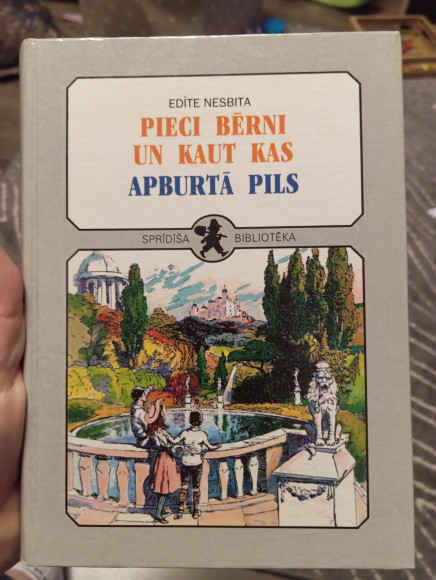 EDĪTE NESBITA
PIECI BĒRNI
UN KAUT KAS
APBURTĀ PILS
SPRĪDĪŠA BIBLIOTĒKA